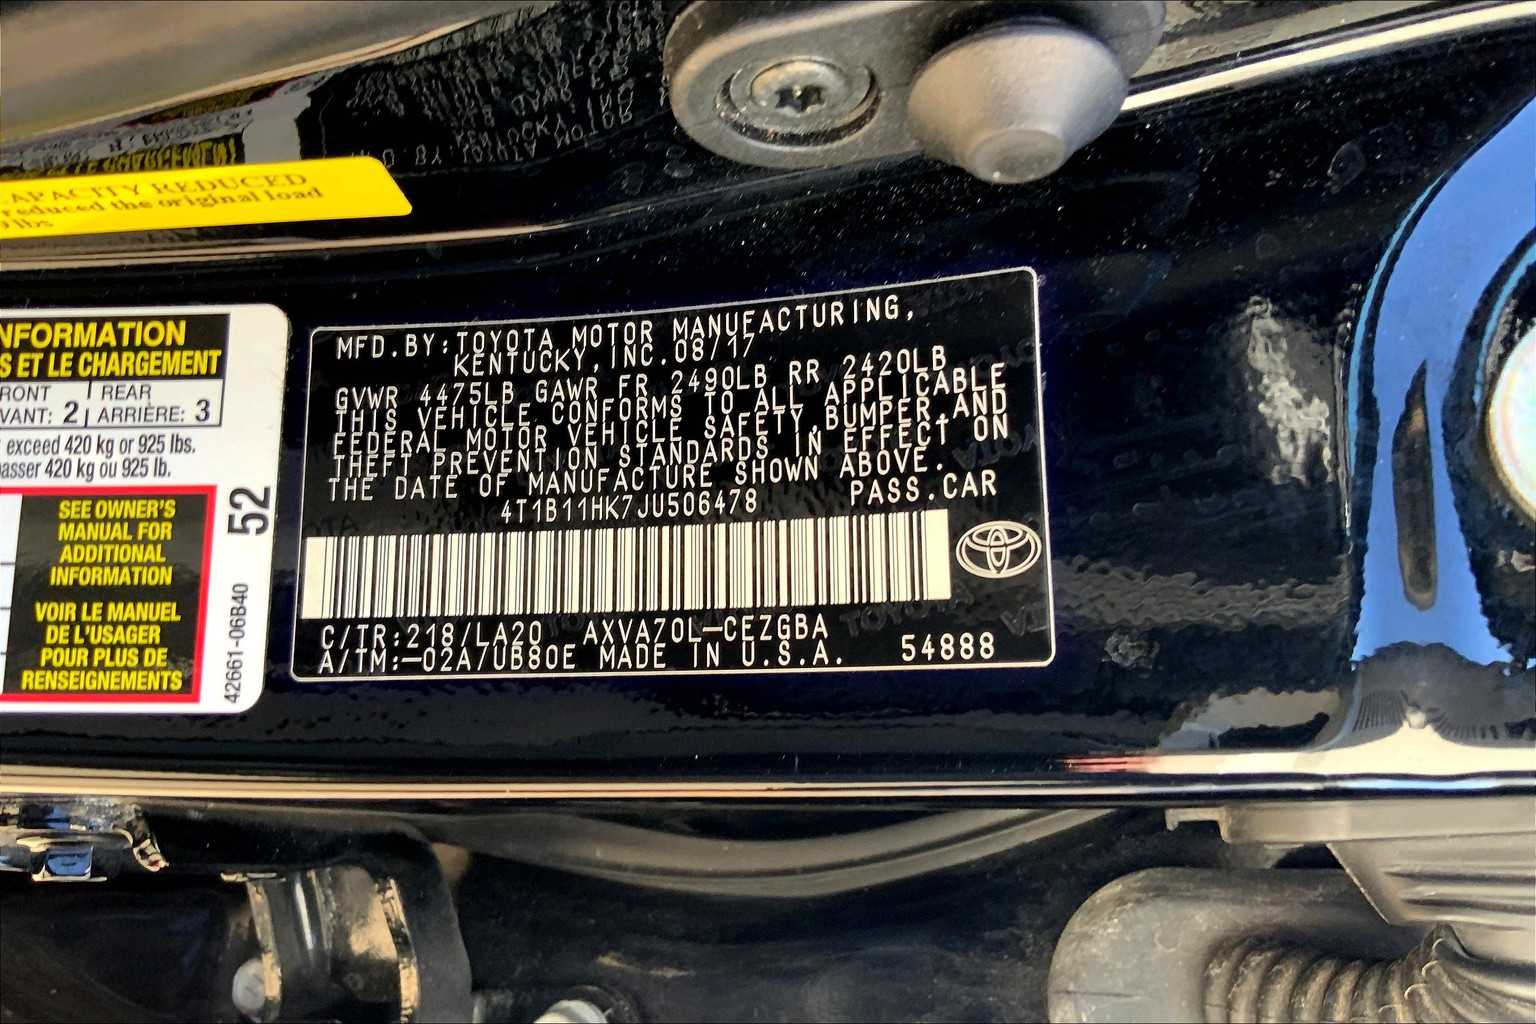 CAPACITY REDUCED
reduced the original load
lbs
NFORMATION
S ET LE CHARGEMENT
RONT | REAR
VANT: 2 | ARRIÈRE: 3
exceed 420 kg or 925 lbs.
asser 420 kg ou 925 lb.
SEE OWNER'S
MANUAL FOR
ADDITIONAL
INFORMATION
VOIR LE MANUEL
DE L'USAGER
POUR PLUS DE
RENSEIGNEMENTS
52
42661-06B40
MFD.BY:TOYOTA MOTOR MANUFACTURING,
KENTUCKY,INC.08/17
GVWR 4475LB GAWR FR 2490LB RR 2420LB
THIS VEHICLE CONFORMS TO ALL APPLICABLE
FEDERAL MOTOR VEHICLE SAFETY,BUMPER,AND
THEFT PREVENTION STANDARDS IN EFFECT ON
THE DATE OF MANUFACTURE SHOWN ABOVE.
4T1B11HK7JU506478 PASS.CAR
C/TR:218/LA20 AXVA70L-CEZGBA
A/TM:-02A/UB80E MADE IN U.S.A. 54888